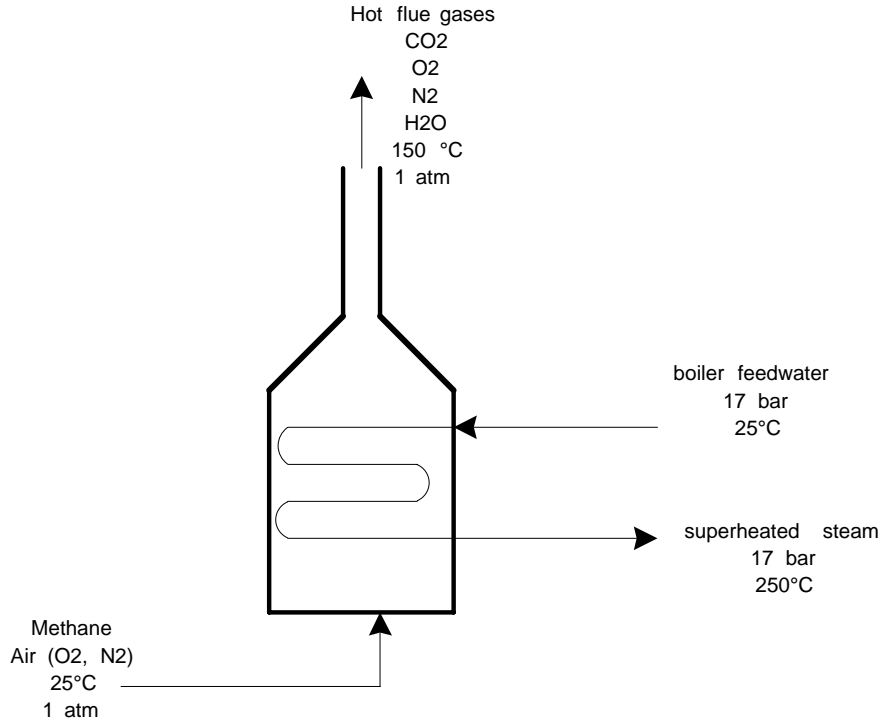 Hot flue gases
CO2
O2
N2
H2O
150 °C
1 atm
boiler feedwater
17 bar
25°C
superheated steam
17 bar
250°C
Methane
Air (O2, N2)
25°C
1 atm